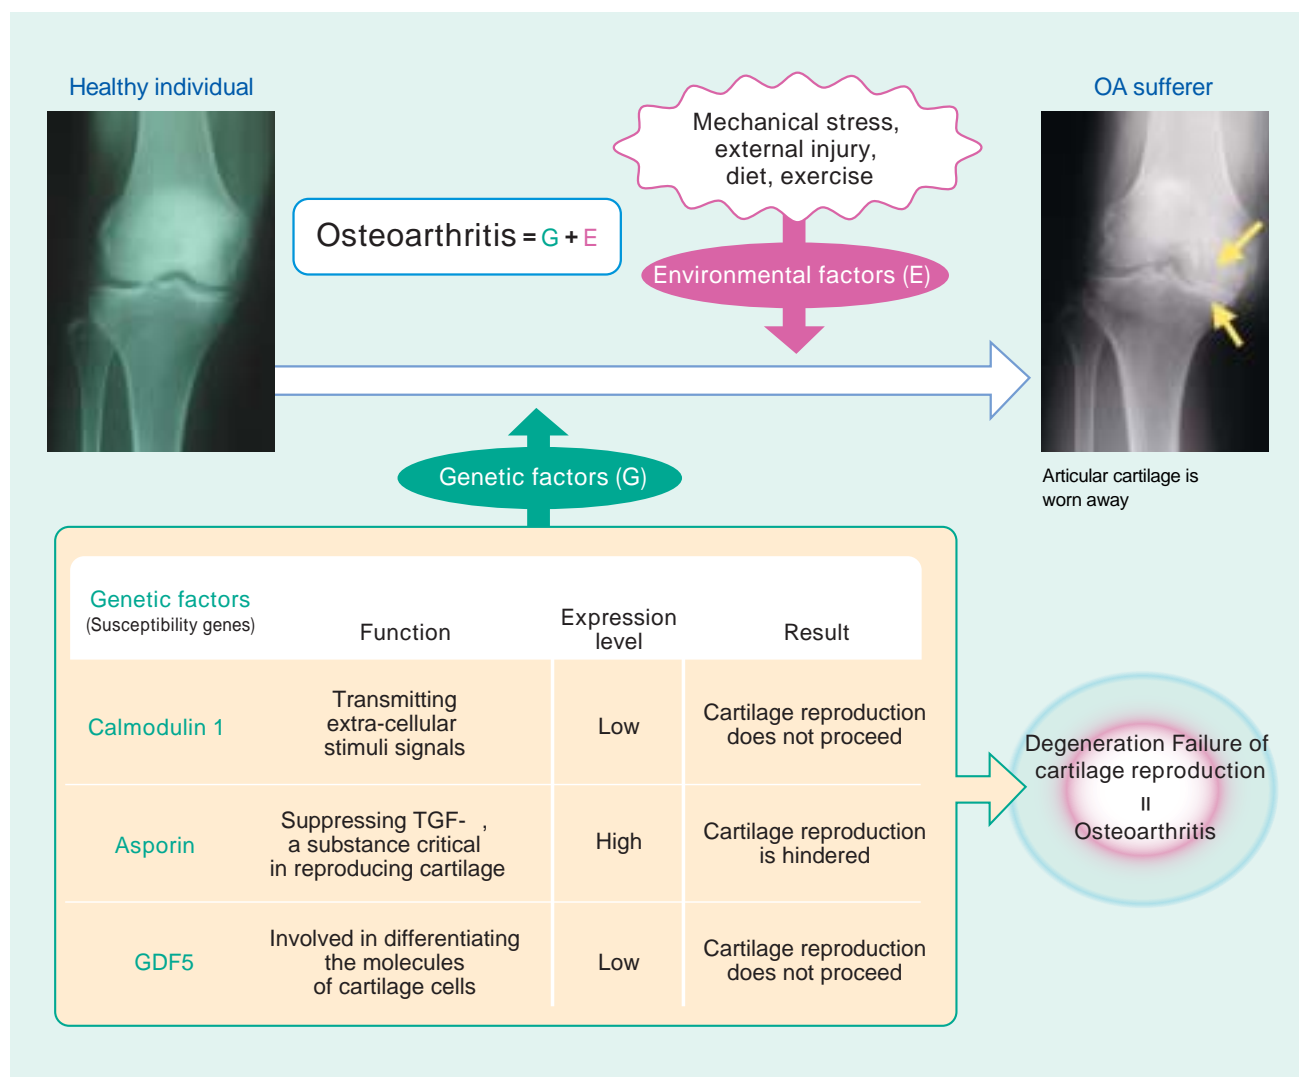 Healthy individual
OA sufferer
Mechanical stress,
external injury,
diet, exercise
Osteoarthritis = G + E
Environmental factors (E)
Genetic factors (G)
Articular cartilage is
worn away
Genetic factors
(Susceptibility genes)
Function
Expression
level
Result
Calmodulin 1
Transmitting
extra-cellular
stimuli signals
Low
Cartilage reproduction
does not proceed
Asporin
Suppressing TGF- ,
a substance critical
in reproducing cartilage
High
Cartilage reproduction
is hindered
GDF5
Involved in differentiating
the molecules
of cartilage cells
Low
Cartilage reproduction
does not proceed
Degeneration Failure of
cartilage reproduction
=
Osteoarthritis